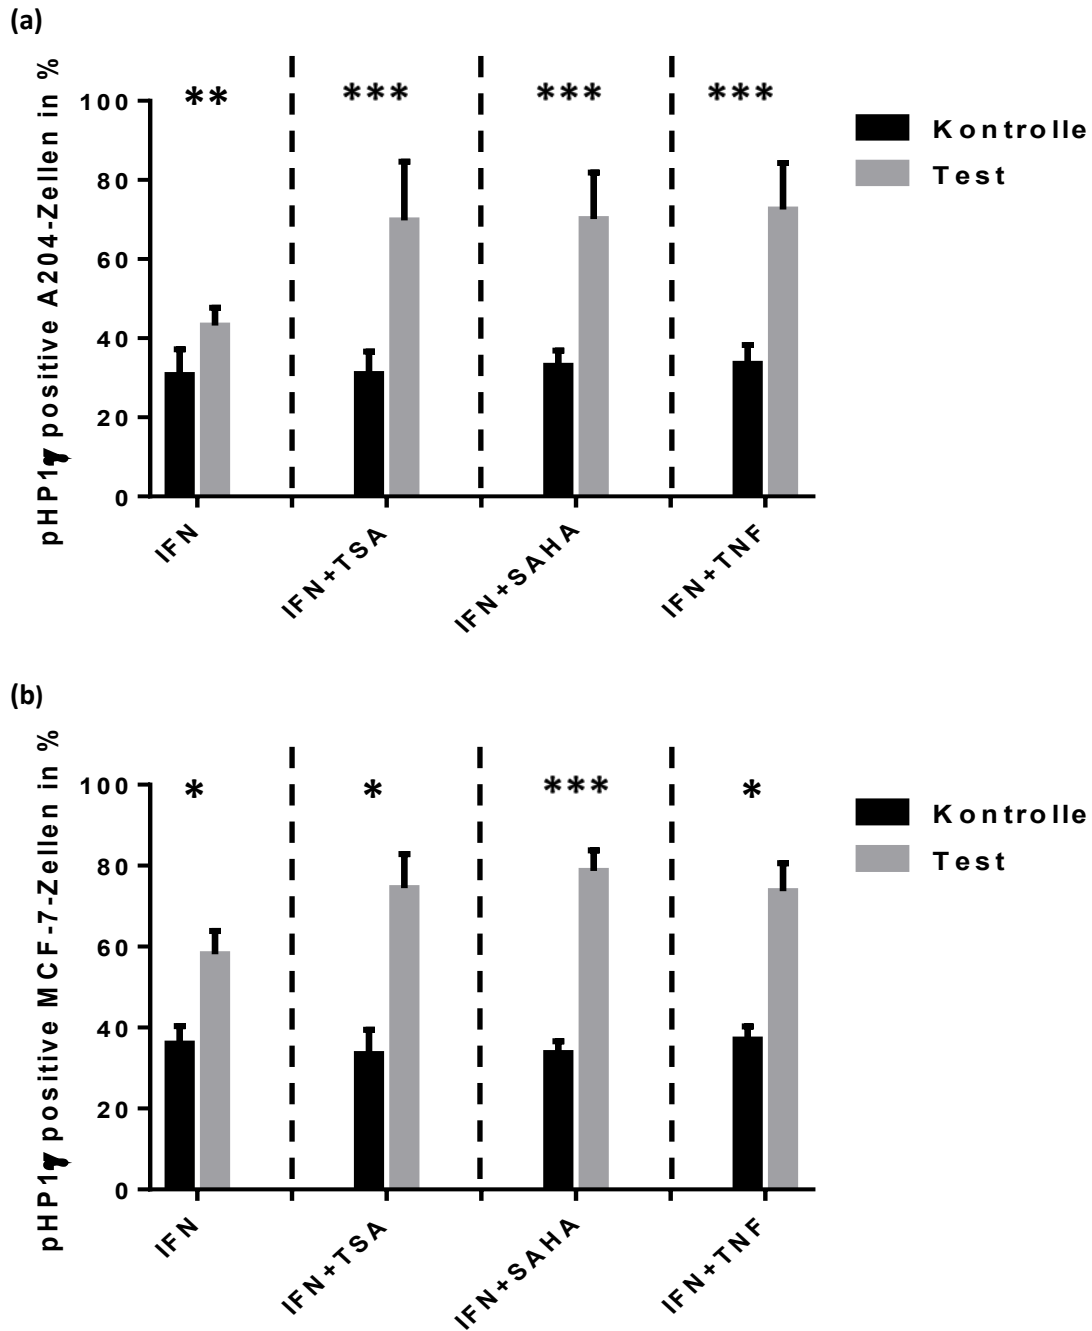 (a)
pHP1γ positive A204-Zellen in %
100
80
60
40
20
0
**
***
***
***
Kontrolle
Test
IFN
IFN+TSA
IFN+SAHA
IFN+TNF
(b)
pHP1γ positive MCF-7-Zellen in %
100
80
60
40
20
0
*
*
***
*
Kontrolle
Test
IFN
IFN+TSA
IFN+SAHA
IFN+TNF